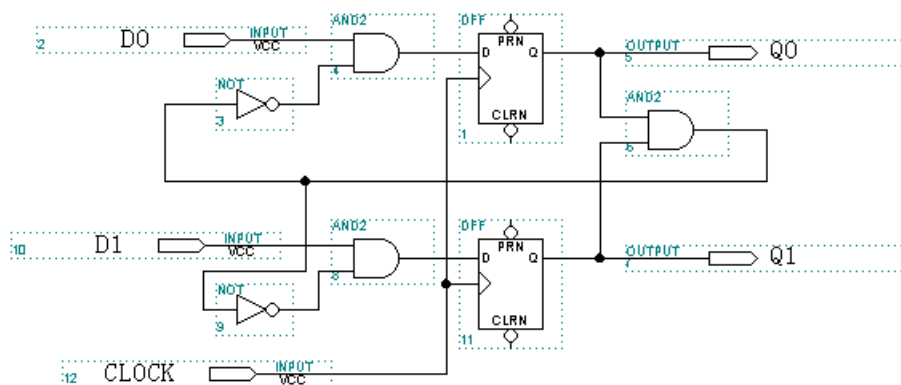 AND2 DFF
2 D0 INPUT VCC PRN D Q OUTPUT 5 Q0
4
NOT AND2
3 CLRN
1 6
AND2 DFF
10 D1 INPUT VCC PRN D Q OUTPUT 7 Q1
8
NOT
9 CLRN
11
12 CLOCK INPUT VCC